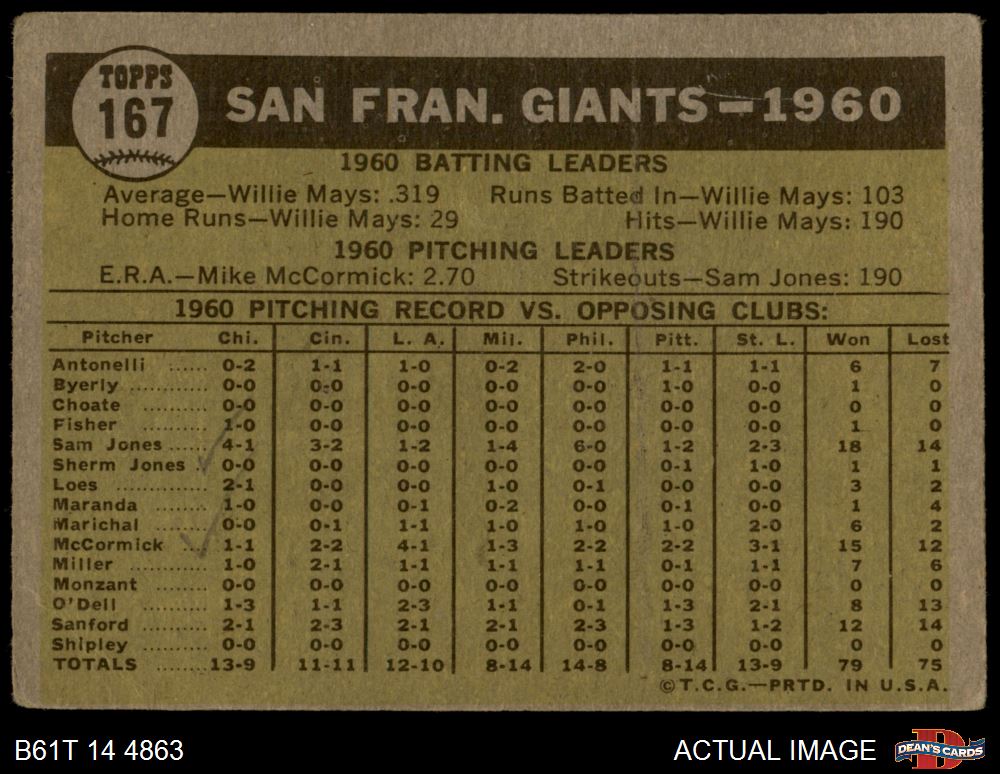 TOPPS
167
SAN FRAN. GIANTS—1960
1960 BATTING LEADERS
Average—Willie Mays: .319 Runs Batted In—Willie Mays: 103
Home Runs—Willie Mays: 29 Hits—Willie Mays: 190
1960 PITCHING LEADERS
E.R.A.—Mike McCormick: 2.70 Strikeouts—Sam Jones: 190
1960 PITCHING RECORD VS. OPPOSING CLUBS:
Pitcher Chi. Cin. L. A. Mil. Phil. Pitt. St. L. Won Lost
Antonelli ...... 0-2 1-1 1-0 0-2 2-0 1-1 1-1 6 7
Byerly .......... 0-0 0-0 0-0 0-0 0-0 1-0 0-0 1 0
Choate .......... 0-0 0-0 0-0 0-0 0-0 0-0 0-0 0 0
Fisher ........... 1-0 0-0 0-0 0-0 0-0 0-0 0-0 1 0
Sam Jones ...... 4-1 3-2 1-2 1-4 6-0 1-2 2-3 18 14
Sherm Jones . 0-0 0-0 0-0 0-0 0-0 0-1 1-0 1 1
Loes ............. 2-1 0-0 0-0 1-0 0-1 0-0 0-0 3 2
Maranda ........ 1-0 0-0 0-1 0-2 0-0 0-1 0-0 1 4
Marichal ........ 0-0 0-1 1-1 1-0 1-0 1-0 2-0 6 2
McCormick ... 1-1 2-2 4-1 1-3 2-2 2-2 3-1 15 12
Miller ........... 1-0 2-1 1-1 1-1 1-1 0-1 1-1 7 6
Monzant ........ 0-0 0-0 0-0 0-0 0-0 0-0 0-0 0 0
O'Dell .......... 1-3 1-1 2-3 1-1 0-1 1-3 2-1 8 13
Sanford ......... 2-1 2-3 2-1 2-1 2-3 1-3 1-2 12 14
Shipley ......... 0-0 0-0 0-0 0-0 0-0 0-0 0-0 0 0
TOTALS ....... 13-9 11-11 12-10 8-14 14-8 8-14 13-9 79 75
©T.C.G.—PRTD. IN U.S.A.
B61T 14 4863 ACTUAL IMAGE DEAN'S CARDS